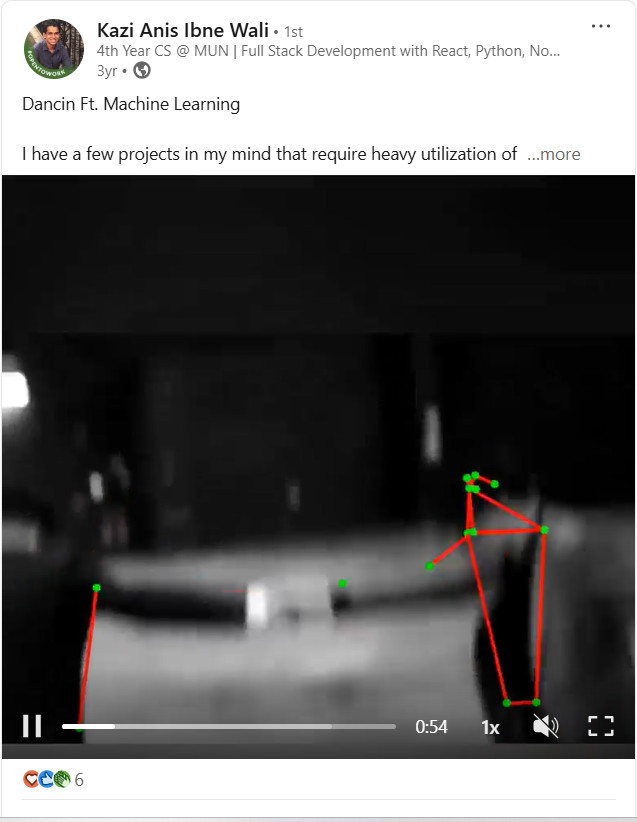 Kazi Anis Ibne Wali • 1st
4th Year CS @ MUN | Full Stack Development with React, Python, No...
#OPENTOWORK
3yr •
Dancin Ft. Machine Learning
I have a few projects in my mind that require heavy utilization of ...more
0:54 1x
6